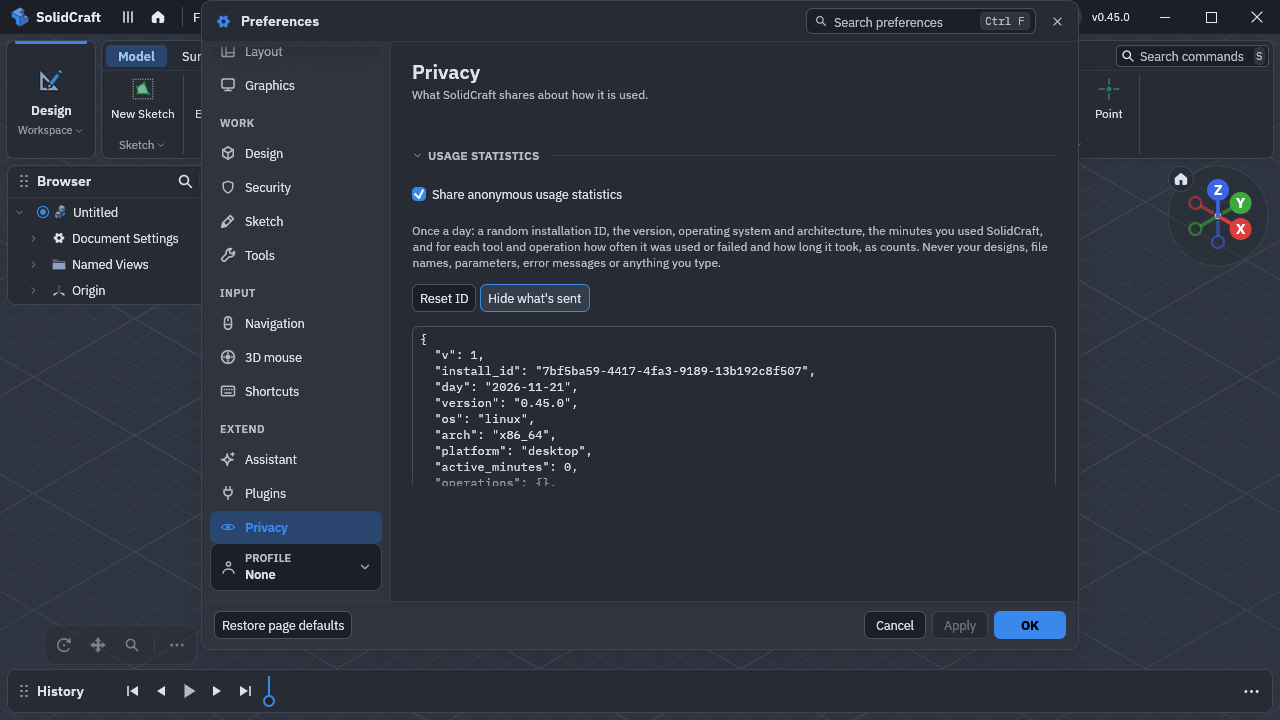 SolidCraft
F
v0.45.0
Preferences
Search preferences
Ctrl F
Model
Sur
Search commands
S
Design
Workspace
New Sketch
E
Sketch
Point
Browser
Untitled
Document Settings
Named Views
Origin
Layout
Graphics
WORK
Design
Security
Sketch
Tools
INPUT
Navigation
3D mouse
Shortcuts
EXTEND
Assistant
Plugins
Privacy
PROFILE
None
Privacy
What SolidCraft shares about how it is used.
USAGE STATISTICS
Share anonymous usage statistics
Once a day: a random installation ID, the version, operating system and architecture, the minutes you used SolidCraft,
and for each tool and operation how often it was used or failed and how long it took, as counts. Never your designs, file
names, parameters, error messages or anything you type.
Reset ID
Hide what's sent
{
"v": 1,
"install_id": "7bf5ba59-4417-4fa3-9189-13b192c8f507",
"day": "2026-11-21",
"version": "0.45.0",
"os": "linux",
"arch": "x86_64",
"platform": "desktop",
"active_minutes": 0,
"operations": {},
Z
Y
X
Restore page defaults
Cancel
Apply
OK
History